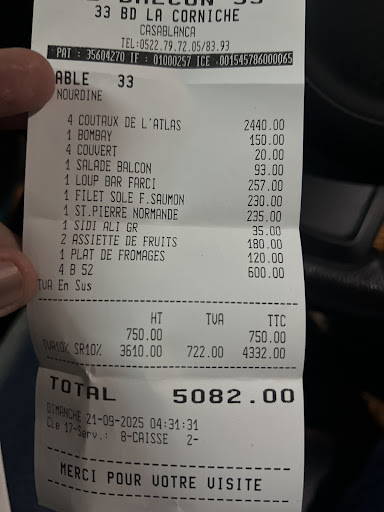 BALCON 33
33 BD LA CORNICHE
CASABLANCA
TEL:0522.79.72.05/83.93
PAT : 35604270 IF : 01000257 ICE 001545786000065
ABLE 33
NOURDINE
4 COUTAUX DE L'ATLAS 2440.00
1 BOMBAY 150.00
4 COUVERT 20.00
1 SALADE BALCON 93.00
1 LOUP BAR FARCI 257.00
1 FILET SOLE F.SAUMON 230.00
1 ST.PIERRE NORMANDE 235.00
1 SIDI ALI GR 35.00
2 ASSIETTE DE FRUITS 180.00
1 PLAT DE FROMAGES 120.00
4 B 52 600.00
TVA En Sus
HT TVA TTC
750.00 750.00
TVA10% SR10% 3610.00 722.00 4332.00
TOTAL 5082.00
DIMANCHE 21-09-2025 04:31:31
Cle 17-Serv.: 8-CAISSE 2-
MERCI POUR VOTRE VISITE